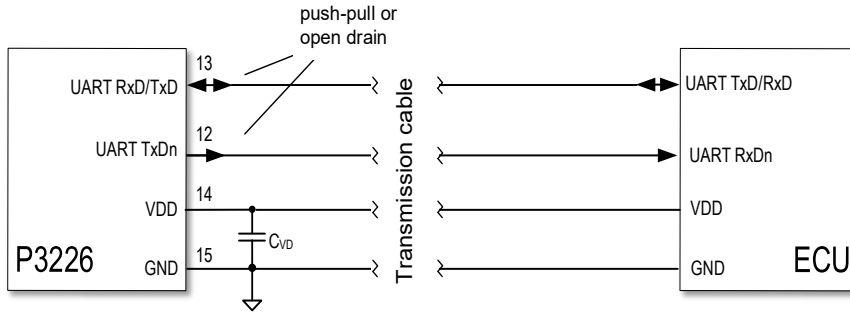 push-pull or
open drain
13
UART RxD/TxD
UART TxD/RxD
12
UART TxDn
UART RxDn
14
VDD
VDD
CVD
15
P3226
GND
GND
ECU
Transmission cable